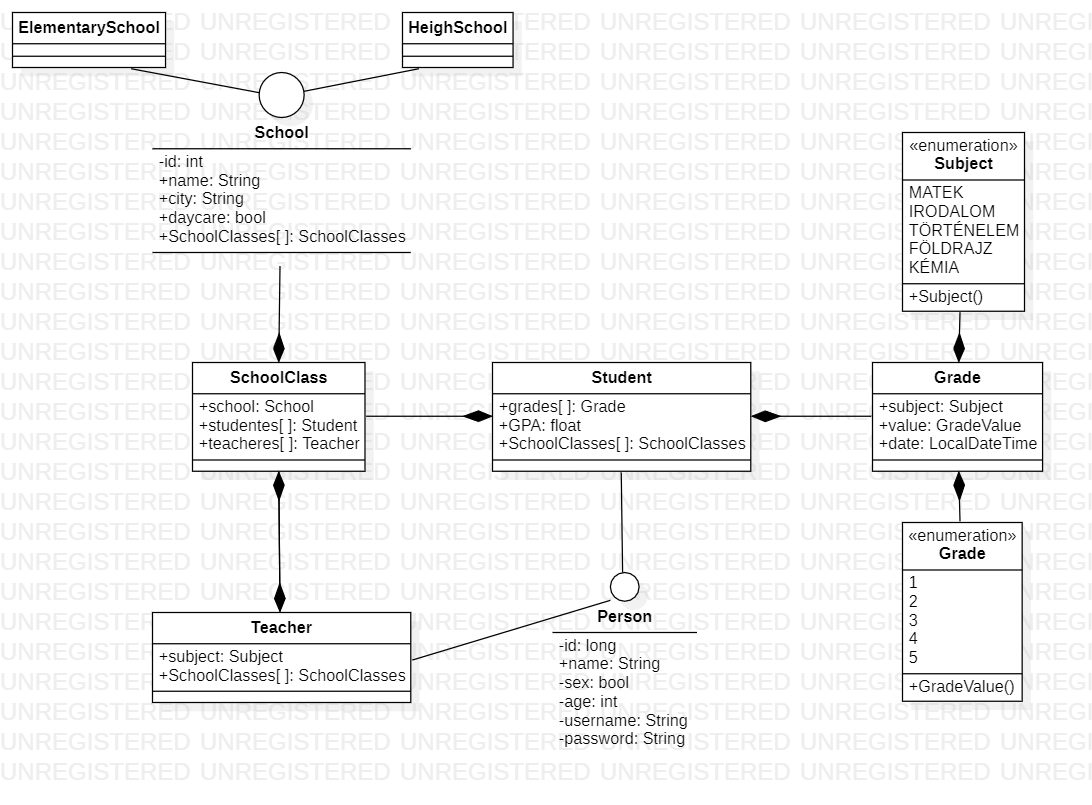 ElementarySchool
HeighSchool
School
-id: int
+name: String
+city: String
+daycare: bool
+SchoolClasses[ ]: SchoolClasses
«enumeration»
Subject
MATEK
IRODALOM
TÖRTÉNELEM
FÖLDRAJZ
KÉMIA
+Subject()
SchoolClass
+school: School
+studentes[ ]: Student
+teacheres[ ]: Teacher
Student
+grades[ ]: Grade
+GPA: float
+SchoolClasses[ ]: SchoolClasses
Grade
+subject: Subject
+value: GradeValue
+date: LocalDateTime
Teacher
+subject: Subject
+SchoolClasses[ ]: SchoolClasses
Person
-id: long
+name: String
-sex: bool
-age: int
-username: String
-password: String
«enumeration»
Grade
1
2
3
4
5
+GradeValue()
UNREGISTERED